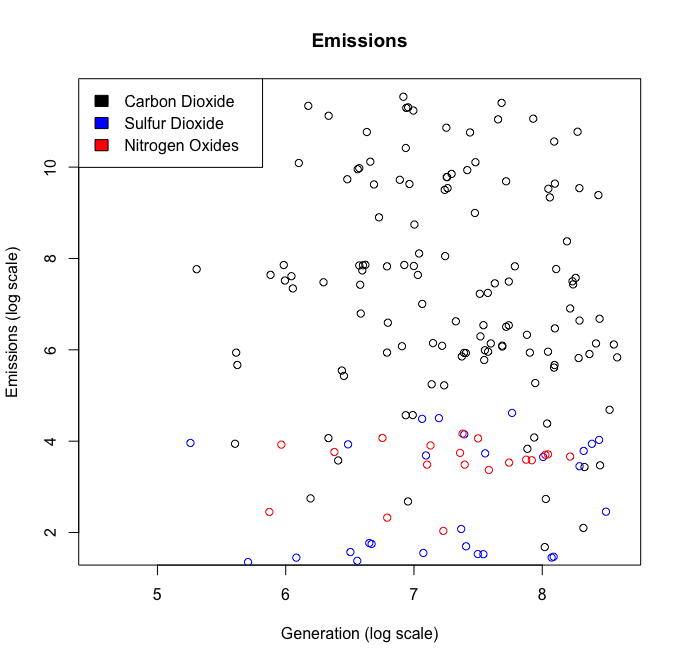 Emissions
Carbon Dioxide
Sulfur Dioxide
Nitrogen Oxides
10
8
6
4
2
Emissions (log scale)
5 6 7 8
Generation (log scale)